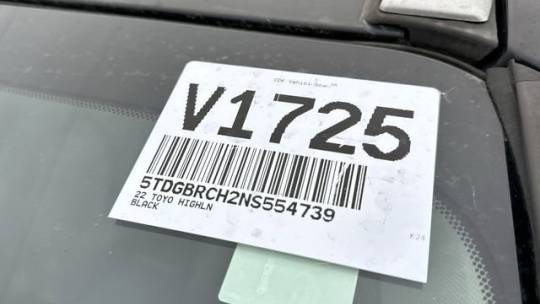 V1725
5TDGBRCH2NS554739
22 TOYO HIGHLN
BLACK